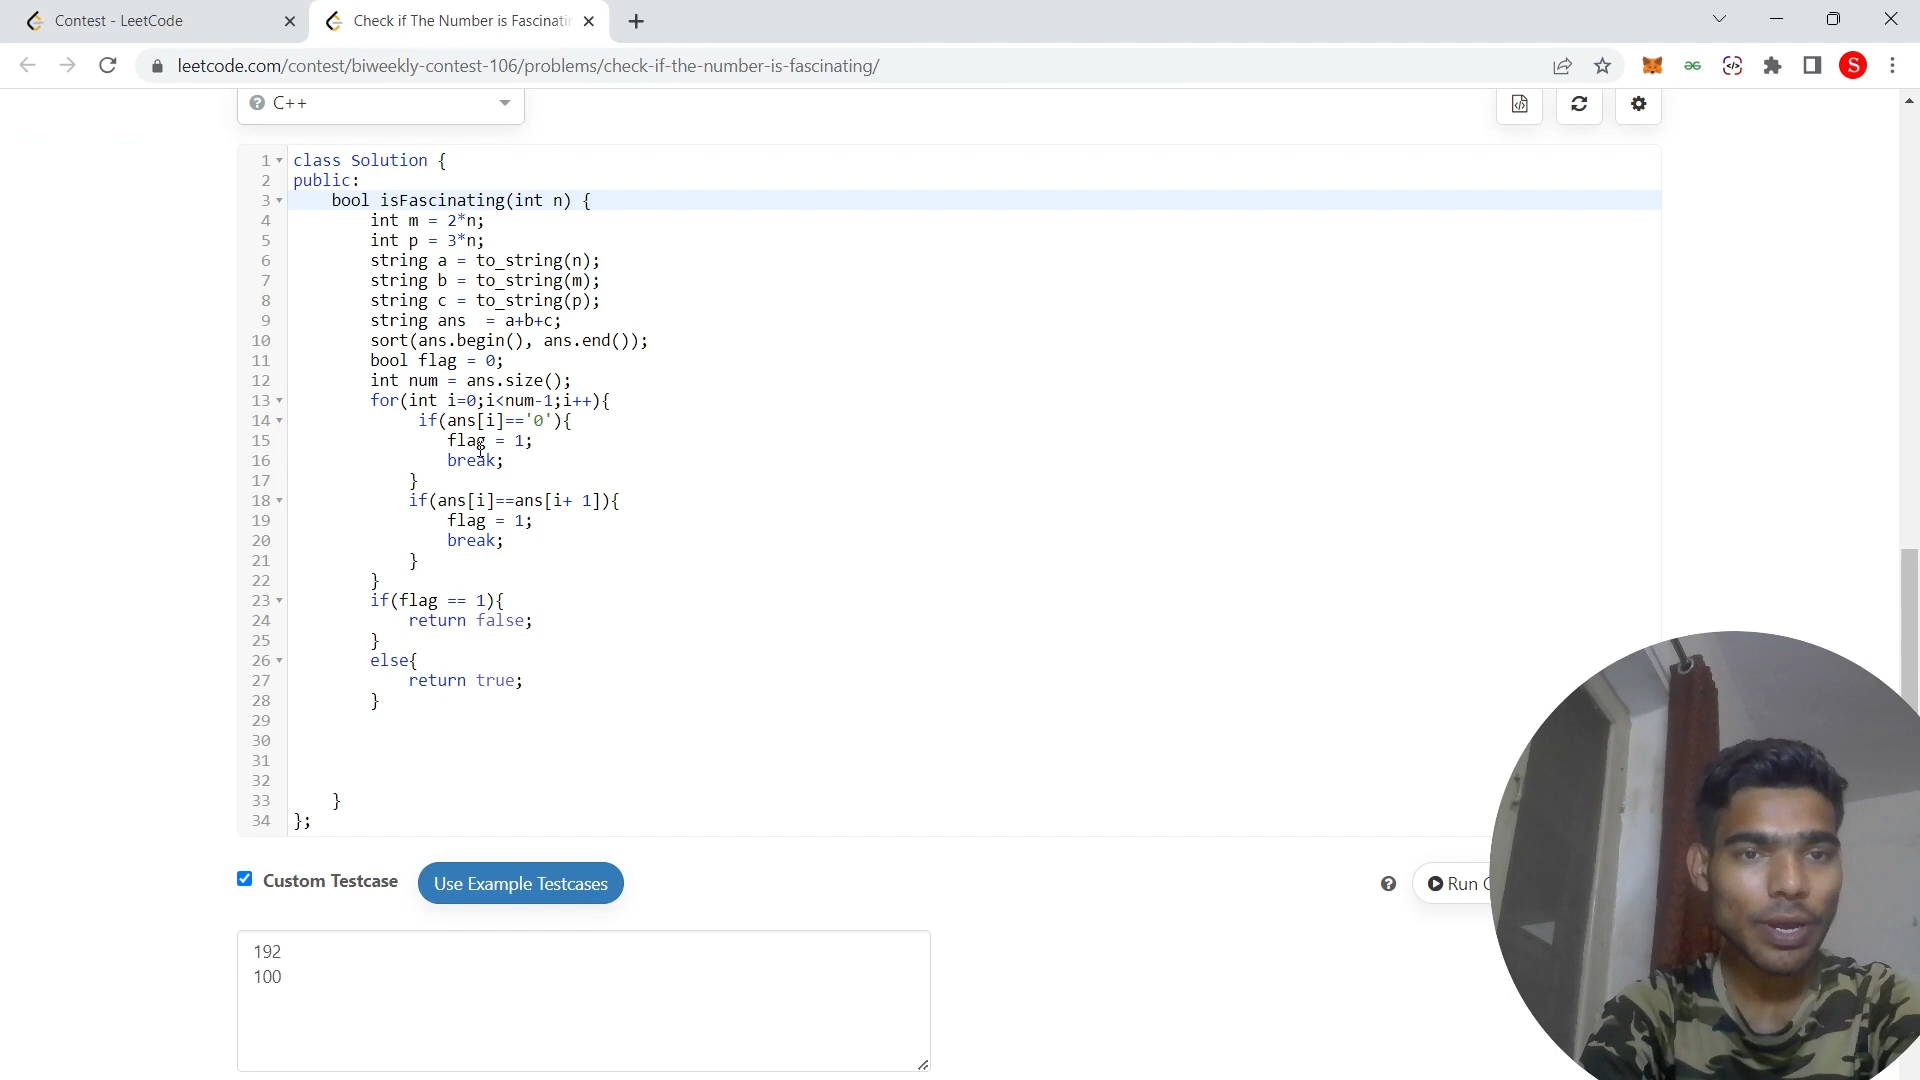 Contest - LeetCode
Check if The Number is Fascinatin
leetcode.com/contest/biweekly-contest-106/problems/check-if-the-number-is-fascinating/
S
C++
1 class Solution {
2 public:
3 bool isFascinating(int n) {
4 int m = 2*n;
5 int p = 3*n;
6 string a = to_string(n);
7 string b = to_string(m);
8 string c = to_string(p);
9 string ans  = a+b+c;
10 sort(ans.begin(), ans.end());
11 bool flag = 0;
12 int num = ans.size();
13 for(int i=0;i<num-1;i++){
14 if(ans[i]=='0'){
15 flag = 1;
16 break;
17 }
18 if(ans[i]==ans[i+ 1]){
19 flag = 1;
20 break;
21 }
22 }
23 if(flag == 1){
24 return false;
25 }
26 else{
27 return true;
28 }
29
30
31
32
33 }
34 };
Custom Testcase
Use Example Testcases
Run
192
100